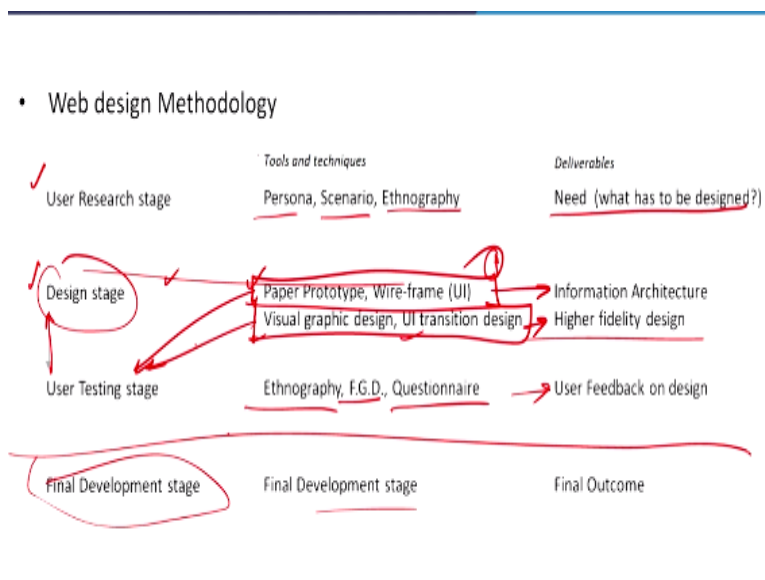 • Web design Methodology
Tools and techniques Deliverables
User Research stage Persona, Scenario, Ethnography Need (what has to be designed?)
Design stage Paper Prototype, Wire-frame (UI) Information Architecture
Visual graphic design, UI transition design Higher fidelity design
User Testing stage Ethnography, F.G.D., Questionnaire User Feedback on design
Final Development stage Final Development stage Final Outcome